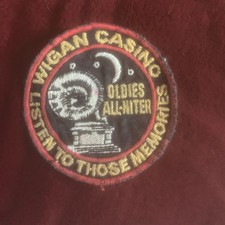 WIGAN CASINO
OLDIES
ALL-NITER
LISTEN TO THOSE MEMORIES